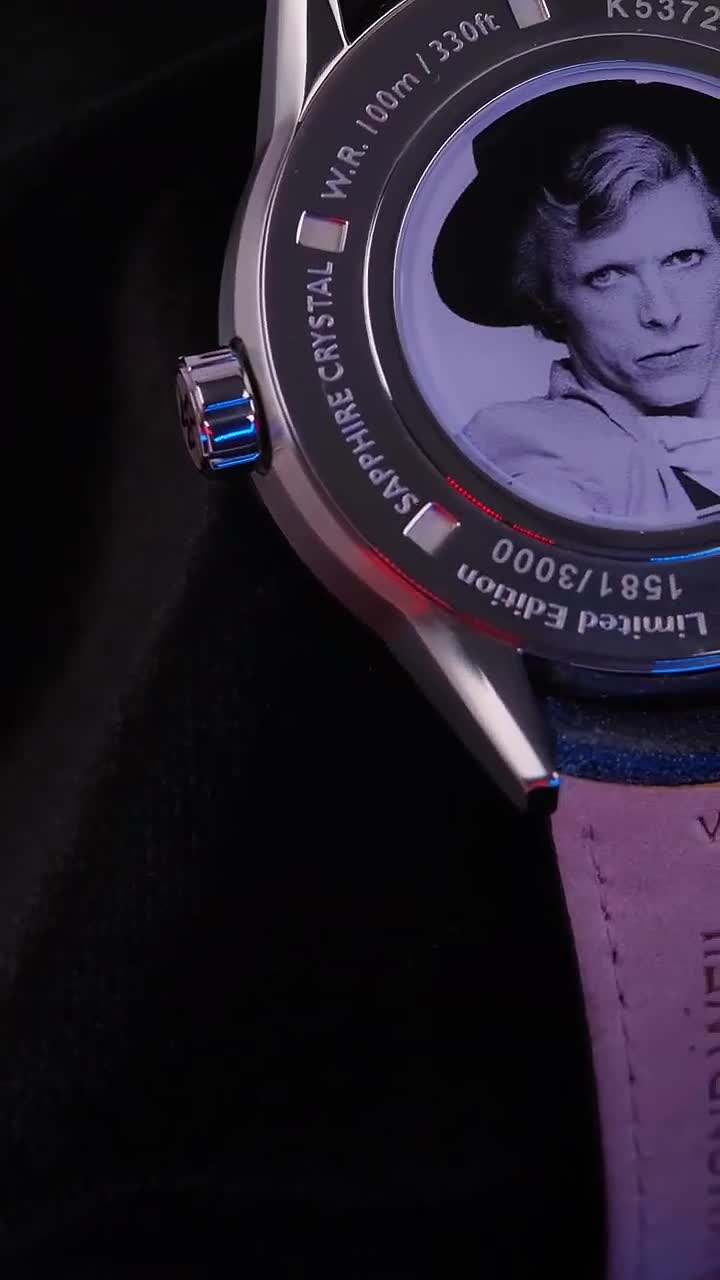 K5372
W.R. 100m / 330ft
SAPPHIRE CRYSTAL
1581/3000
Limited Edition